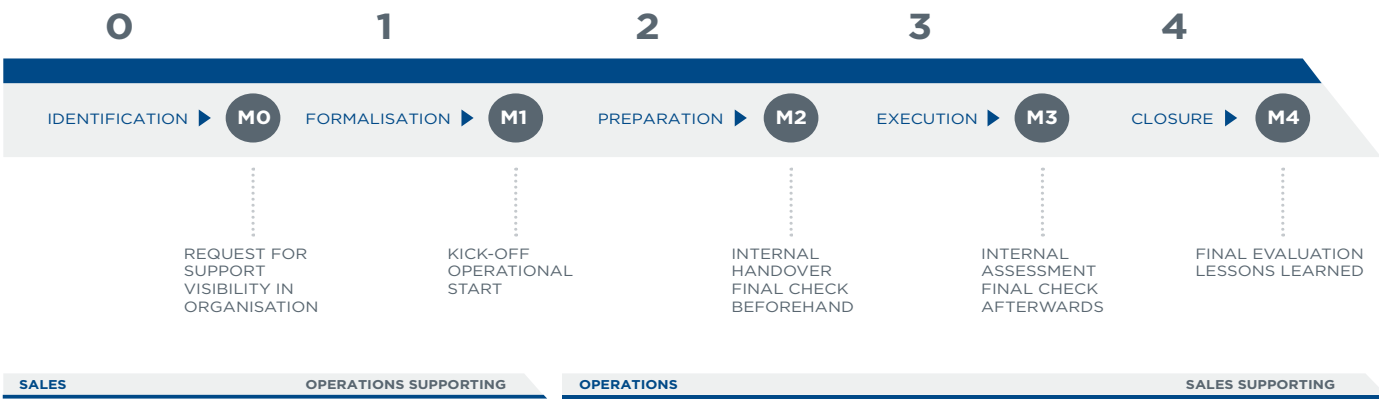 0 1 2 3 4
IDENTIFICATION M0 FORMALISATION M1 PREPARATION M2 EXECUTION M3 CLOSURE M4
REQUEST FOR
SUPPORT
VISIBILITY IN
ORGANISATION
KICK-OFF
OPERATIONAL
START
INTERNAL
HANDOVER
FINAL CHECK
BEFOREHAND
INTERNAL
ASSESSMENT
FINAL CHECK
AFTERWARDS
FINAL EVALUATION
LESSONS LEARNED
SALES OPERATIONS SUPPORTING OPERATIONS SALES SUPPORTING